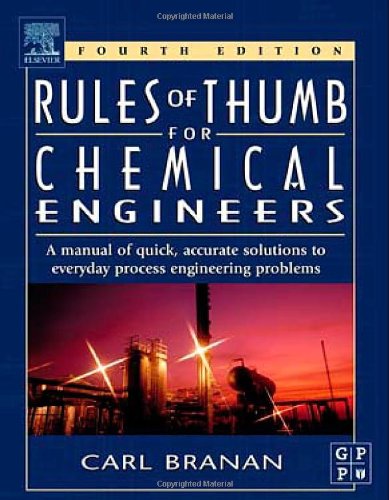 Copyrighted Material
ELSEVIER
FOURTH EDITION
RULES OF THUMB
FOR
CHEMICAL
ENGINEERS
A manual of quick, accurate solutions to
everyday process engineering problems
CARL BRANAN
G P
P
Copyrighted Material